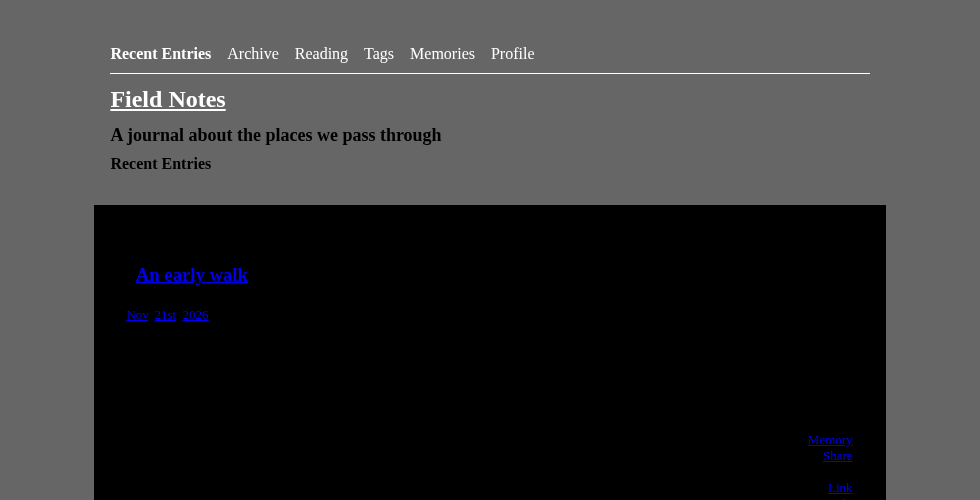 Recent Entries Archive Reading Tags Memories Profile
Field Notes
A journal about the places we pass through
Recent Entries
An early walk
Nov 21st 2026
Memory
Share
Link